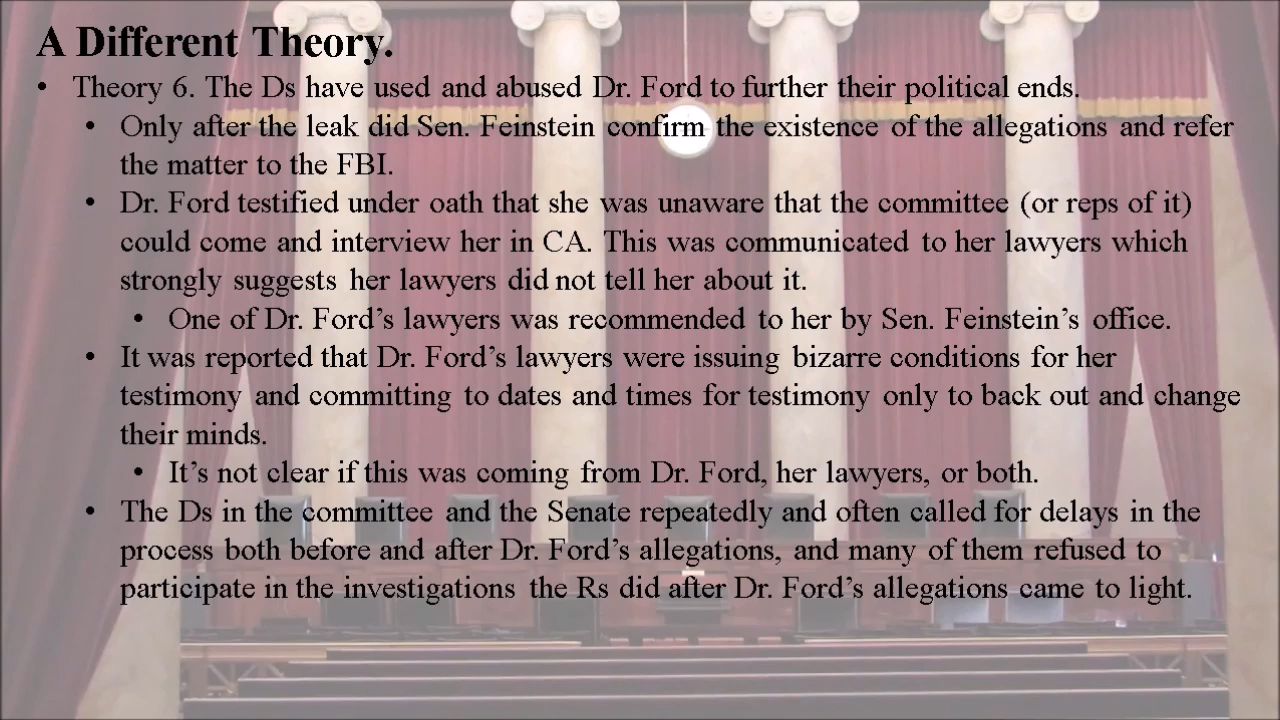 A Different Theory.
• Theory 6. The Ds have used and abused Dr. Ford to further their political ends.
• Only after the leak did Sen. Feinstein confirm the existence of the allegations and refer
the matter to the FBI.
• Dr. Ford testified under oath that she was unaware that the committee (or reps of it)
could come and interview her in CA. This was communicated to her lawyers which
strongly suggests her lawyers did not tell her about it.
• One of Dr. Ford’s lawyers was recommended to her by Sen. Feinstein’s office.
• It was reported that Dr. Ford’s lawyers were issuing bizarre conditions for her
testimony and committing to dates and times for testimony only to back out and change
their minds.
• It’s not clear if this was coming from Dr. Ford, her lawyers, or both.
• The Ds in the committee and the Senate repeatedly and often called for delays in the
process both before and after Dr. Ford’s allegations, and many of them refused to
participate in the investigations the Rs did after Dr. Ford’s allegations came to light.